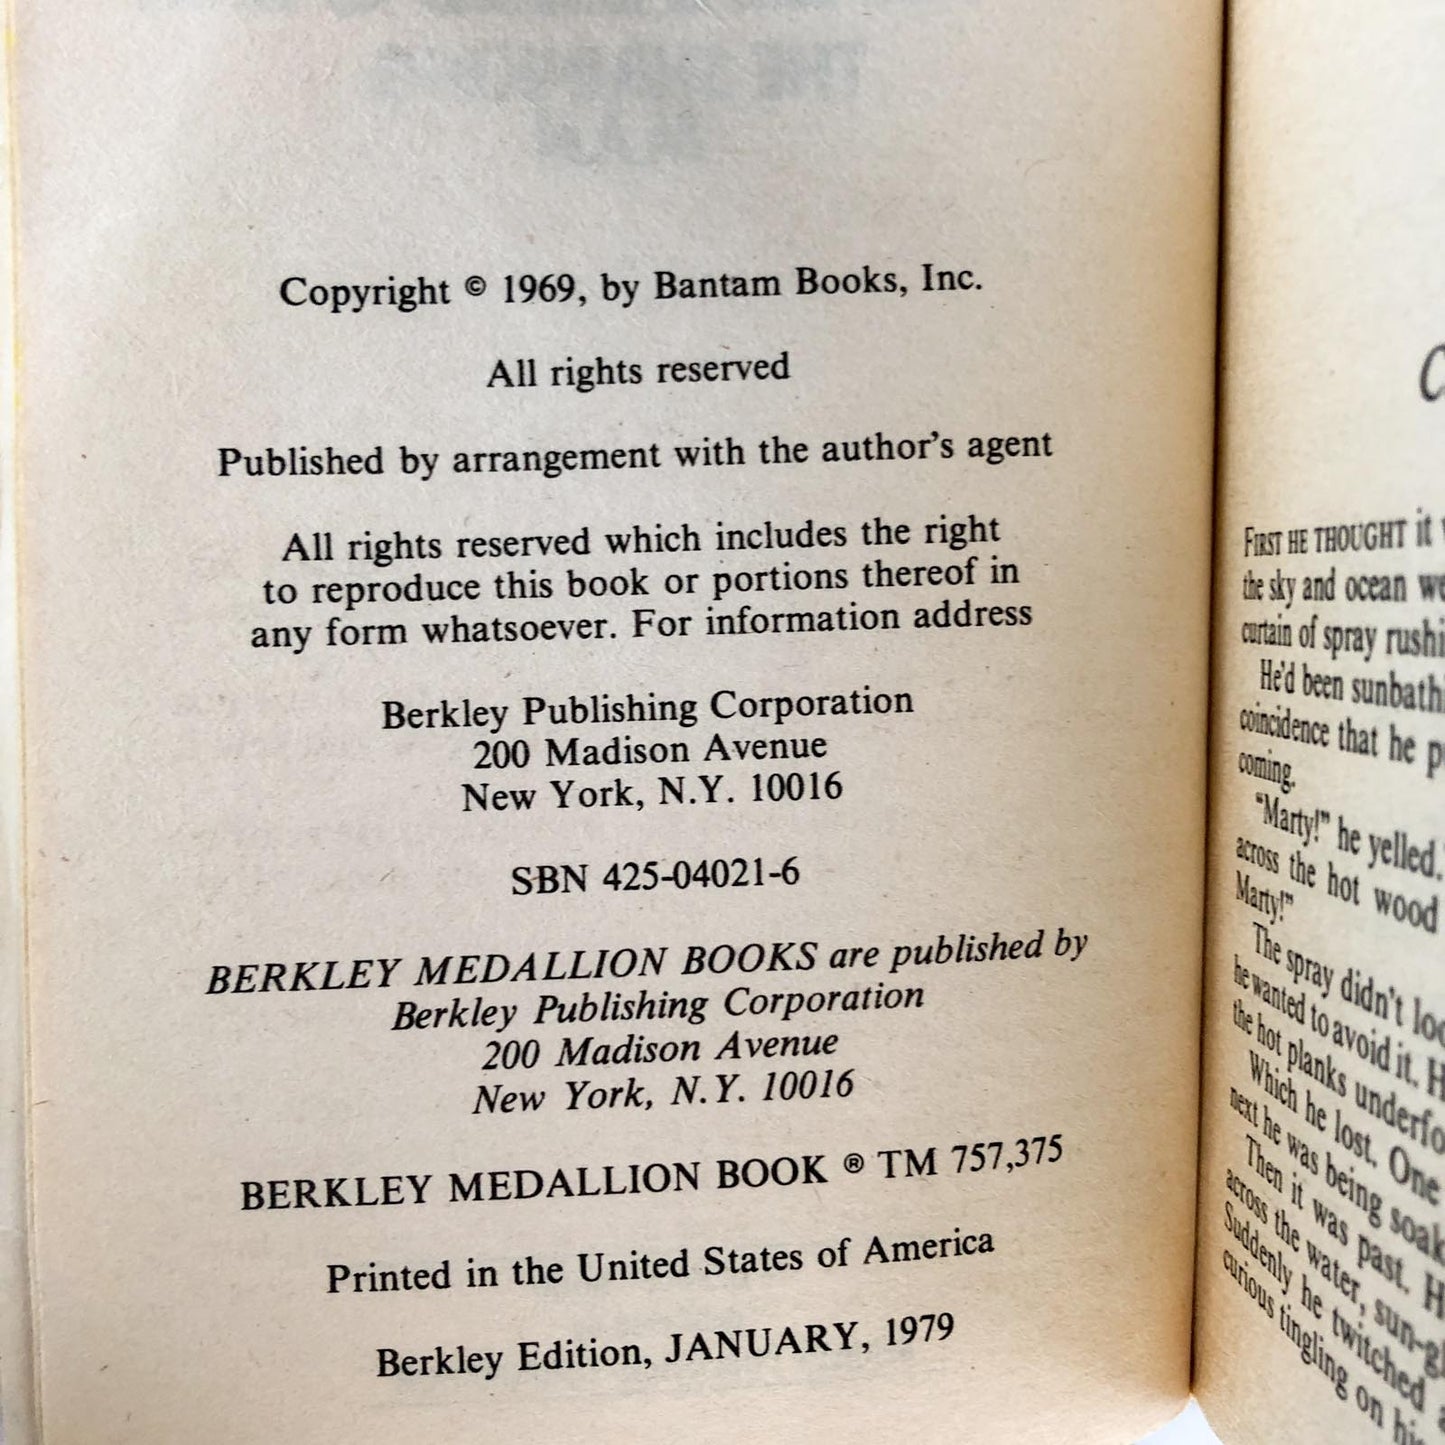 Copyright © 1969, by Bantam Books, Inc.
All rights reserved
Published by arrangement with the author's agent
All rights reserved which includes the right
to reproduce this book or portions thereof in
any form whatsoever. For information address
Berkley Publishing Corporation
200 Madison Avenue
New York, N.Y. 10016
SBN 425-04021-6
BERKLEY MEDALLION BOOKS are published by
Berkley Publishing Corporation
200 Madison Avenue
New York, N.Y. 10016
BERKLEY MEDALLION BOOK ® TM 757,375
Printed in the United States of America
Berkley Edition, JANUARY, 1979
FIRST HE THOUGHT it
the sky and ocean
curtain of spray
He'd been
coincidence that he
coming.
"Marty!" he yelled.
across the hot wood
Marty!"
The spray didn't
he wanted to avoid it.
the hot planks
Which he lost. One
next he was being
Then it was past.
across the water,
Suddenly he twitched
curious tingling on